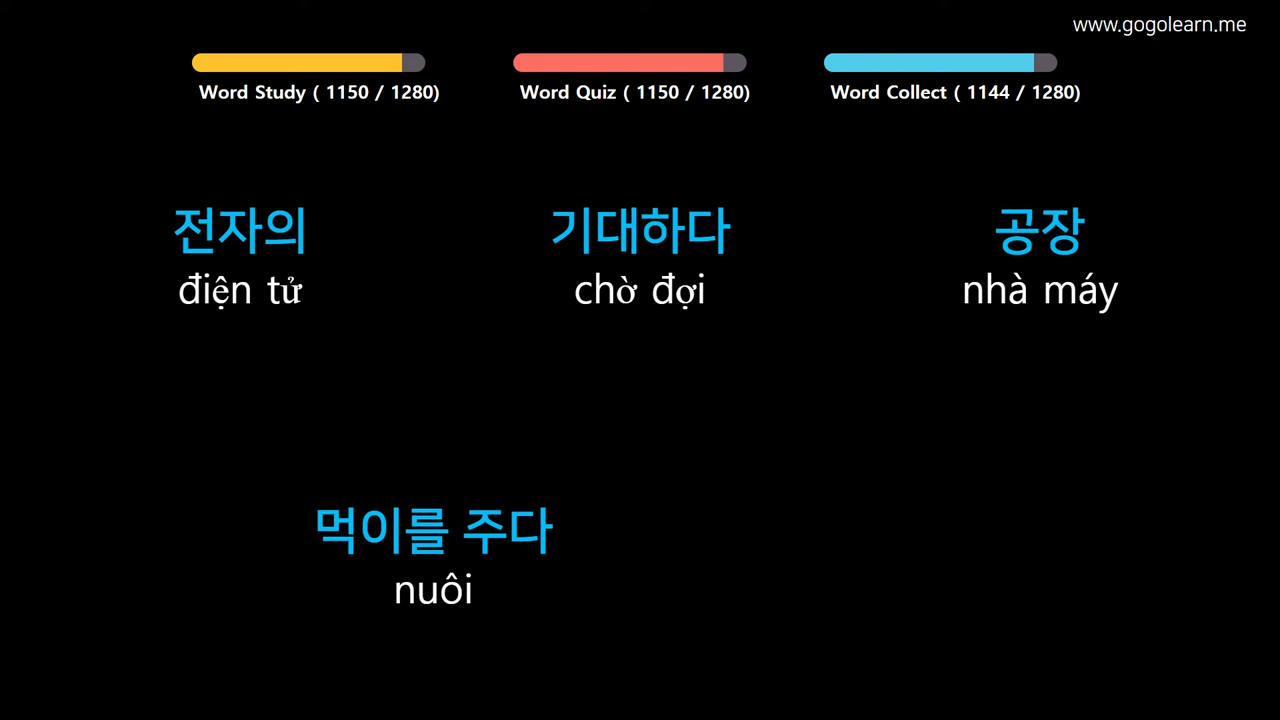 www.gogolearn.me
Word Study ( 1150 / 1280)
Word Quiz ( 1150 / 1280)
Word Collect ( 1144 / 1280)
전자의
điện tử
기대하다
chờ đợi
공장
nhà máy
먹이를 주다
nuôi